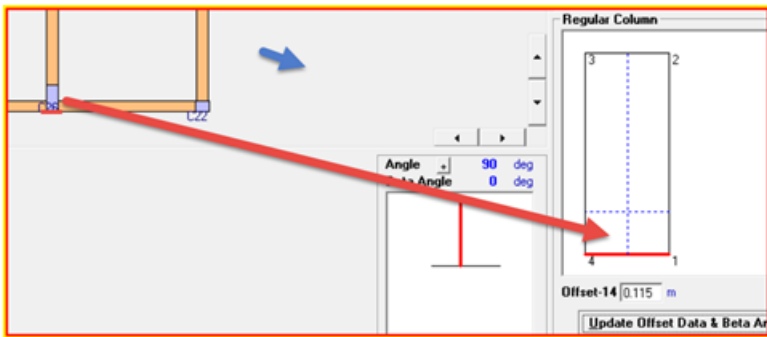 Regular Column
3 2
C22
Angle + 90 deg
Beta Angle 0 deg
4 1
Offset-14 0.115 m
Update Offset Data & Beta An